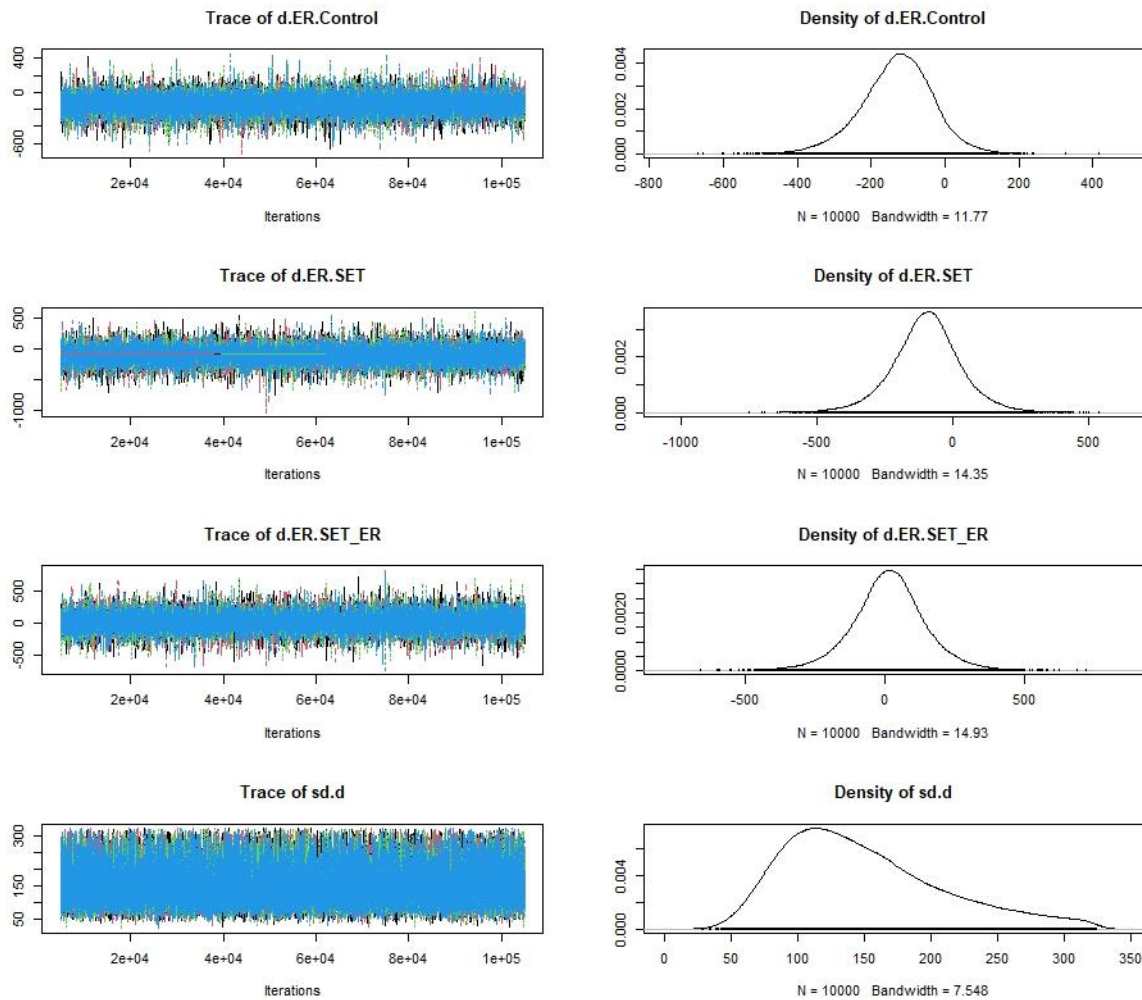 Trace of d.ER.Control
400
0
-600
2e+04 4e+04 6e+04 8e+04 1e+05
Iterations
Density of d.ER.Control
0.004
0.002
0.000
-800 -600 -400 -200 0 200 400
N = 10000 Bandwidth = 11.77
Trace of d.ER.SET
500
0
-1000
2e+04 4e+04 6e+04 8e+04 1e+05
Iterations
Density of d.ER.SET
0.002
0.000
-1000 -500 0 500
N = 10000 Bandwidth = 14.35
Trace of d.ER.SET_ER
500
0
-500
2e+04 4e+04 6e+04 8e+04 1e+05
Iterations
Density of d.ER.SET_ER
0.0020
0.0000
-500 0 500
N = 10000 Bandwidth = 14.93
Trace of sd.d
300
150
50
2e+04 4e+04 6e+04 8e+04 1e+05
Iterations
Density of sd.d
0.004
0.000
0 50 100 150 200 250 300 350
N = 10000 Bandwidth = 7.548